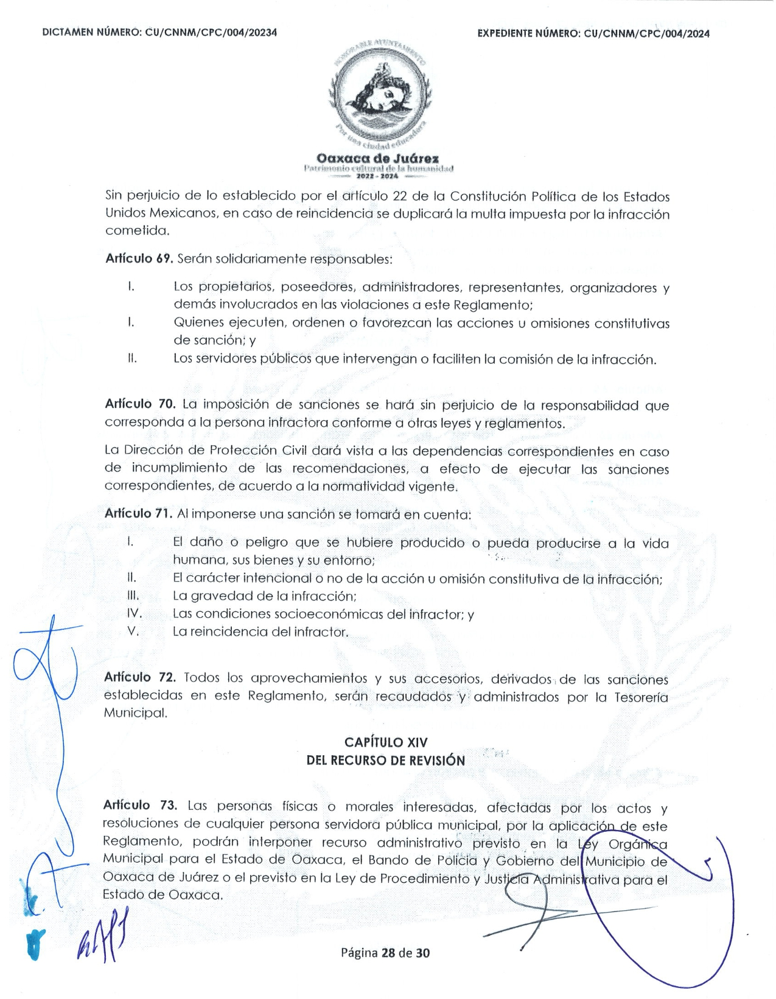 DICTAMEN NÚMERO: CU/CNNM/CPC/004/20234
EXPEDIENTE NÚMERO: CU/CNNM/CPC/004/2024
HONORABLE AYUNTAMIENTO
Por una ciudad educadora
Oaxaca de Juárez
Patrimonio cultural de la humanidad
2022 - 2024
Sin perjuicio de lo establecido por el artículo 22 de la Constitución Política de los Estados
Unidos Mexicanos, en caso de reincidencia se duplicará la multa impuesta por la infracción
cometida.
Artículo 69. Serán solidariamente responsables:
I. Los propietarios, poseedores, administradores, representantes, organizadores y
demás involucrados en las violaciones a este Reglamento;
I. Quienes ejecuten, ordenen o favorezcan las acciones u omisiones constitutivas
de sanción; y
II. Los servidores públicos que intervengan o faciliten la comisión de la infracción.
Artículo 70. La imposición de sanciones se hará sin perjuicio de la responsabilidad que
corresponda a la persona infractora conforme a otras leyes y reglamentos.
La Dirección de Protección Civil dará vista a las dependencias correspondientes en caso
de incumplimiento de las recomendaciones, a efecto de ejecutar las sanciones
correspondientes, de acuerdo a la normatividad vigente.
Artículo 71. Al imponerse una sanción se tomará en cuenta:
I. El daño o peligro que se hubiere producido o pueda producirse a la vida
humana, sus bienes y su entorno;
II. El carácter intencional o no de la acción u omisión constitutiva de la infracción;
III. La gravedad de la infracción;
IV. Las condiciones socioeconómicas del infractor; y
V. La reincidencia del infractor.
Artículo 72. Todos los aprovechamientos y sus accesorios, derivados de las sanciones
establecidas en este Reglamento, serán recaudados y administrados por la Tesorería
Municipal.
CAPÍTULO XIV
DEL RECURSO DE REVISIÓN
Artículo 73. Las personas físicas o morales interesadas, afectadas por los actos y
resoluciones de cualquier persona servidora pública municipal, por la aplicación de este
Reglamento, podrán interponer recurso administrativo previsto en la Ley Orgánica
Municipal para el Estado de Oaxaca, el Bando de Policía y Gobierno del Municipio de
Oaxaca de Juárez o el previsto en la Ley de Procedimiento y Justicia Administrativa para el
Estado de Oaxaca.
Página 28 de 30